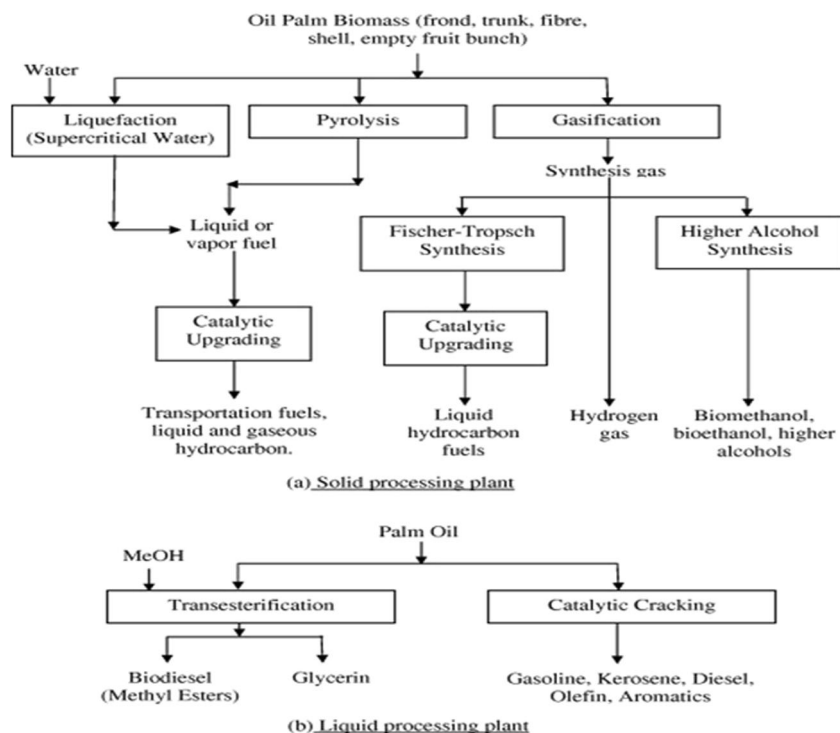 Oil Palm Biomass (frond, trunk, fibre,
shell, empty fruit bunch)
Water
Liquefaction
(Supercritical Water)
Pyrolysis
Gasification
Synthesis gas
Liquid or
vapor fuel
Fischer-Tropsch
Synthesis
Higher Alcohol
Synthesis
Catalytic
Upgrading
Catalytic
Upgrading
Transportation fuels,
liquid and gaseous
hydrocarbon.
Liquid
hydrocarbon
fuels
Hydrogen
gas
Biomethanol,
bioethanol, higher
alcohols
(a) Solid processing plant
Palm Oil
MeOH
Transesterification
Catalytic Cracking
Biodiesel
(Methyl Esters)
Glycerin
Gasoline, Kerosene, Diesel,
Olefin, Aromatics
(b) Liquid processing plant